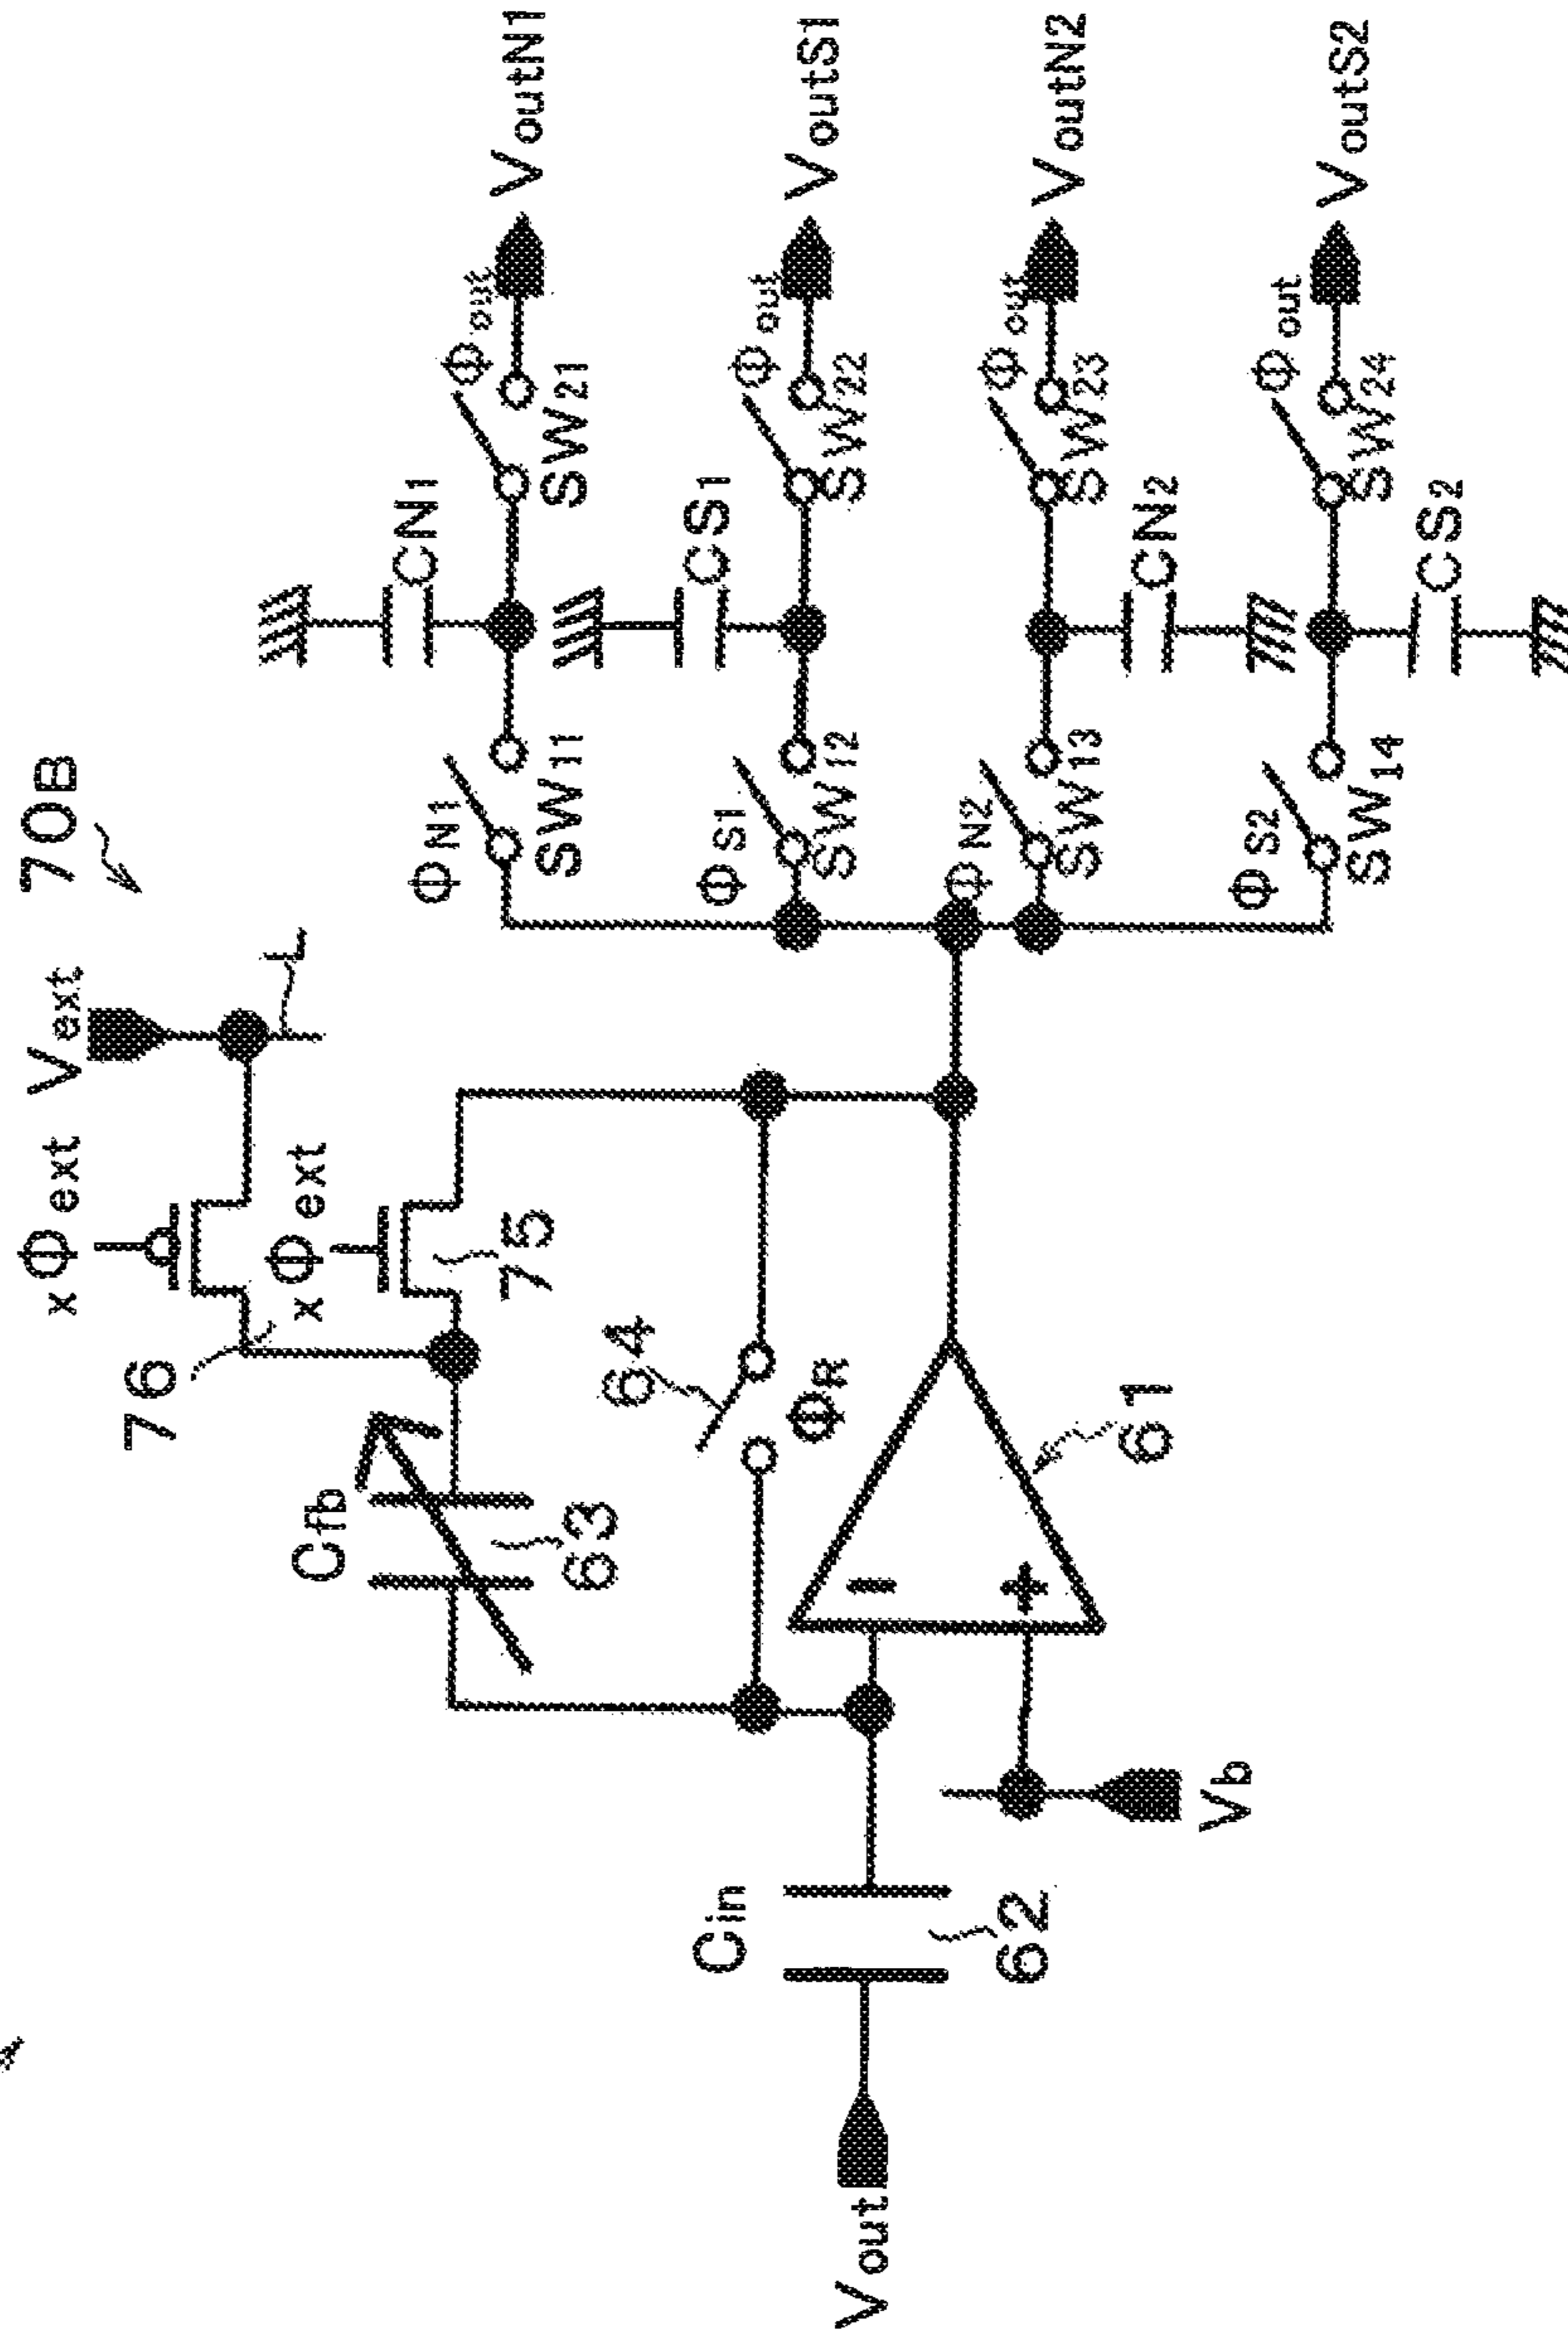 70B
xΦext
Vext
L
76
xΦext
75
Cfb
63
64
ΦR
Cin
62
Vout
Vb
−
+
61
ΦN1
SW11
CN1
Φout
SW21
VoutN1
ΦS1
SW12
CS1
Φout
SW22
VoutS1
ΦN2
SW13
CN2
Φout
SW23
VoutN2
ΦS2
SW14
CS2
Φout
SW24
VoutS2